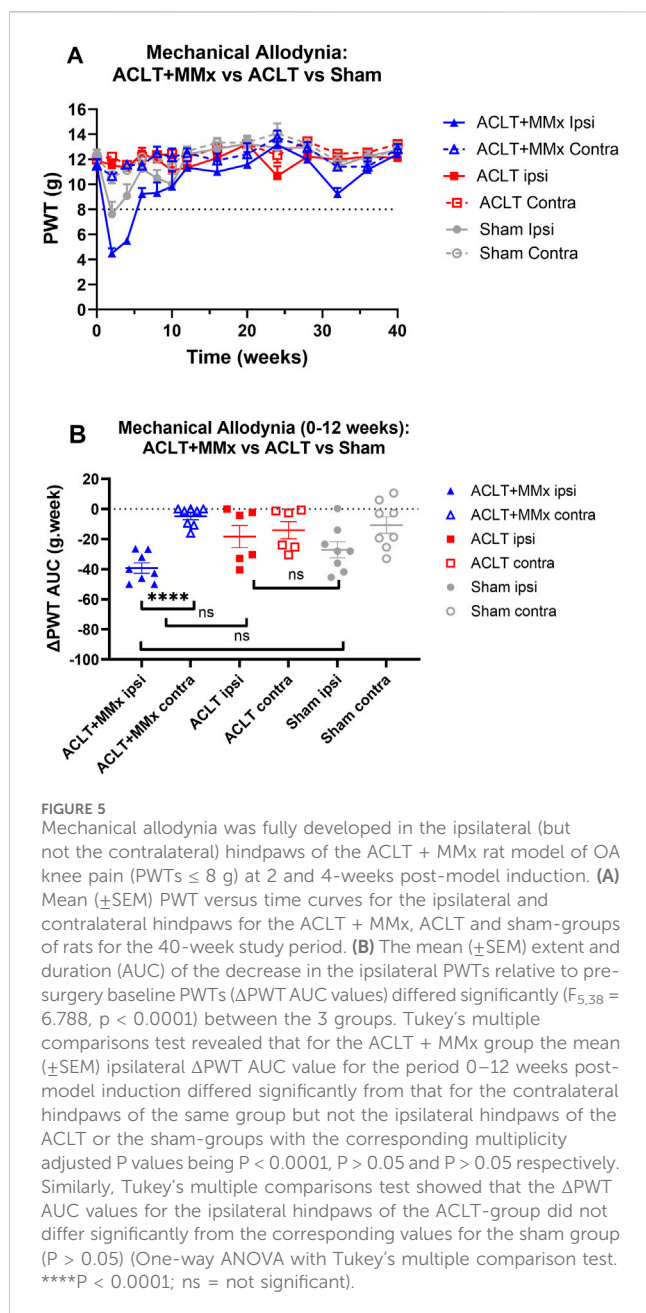 A
Mechanical Allodynia:
ACLT+MMx vs ACLT vs Sham
16
14
12
10
8
6
4
2
0
PWT (g)
0 10 20 30 40
Time (weeks)
ACLT+MMx Ipsi
ACLT+MMx Contra
ACLT ipsi
ACLT Contra
Sham Ipsi
Sham Contra
B
Mechanical Allodynia (0-12 weeks):
ACLT+MMx vs ACLT vs Sham
20
0
-20
-40
-60
-80
-100
ΔPWT AUC (g.week)
****
ns
ns
ns
ACLT+MMx ipsi
ACLT+MMx contra
ACLT ipsi
ACLT contra
Sham ipsi
Sham contra
ACLT+MMx ipsi
ACLT+MMx contra
ACLT ipsi
ACLT contra
Sham ipsi
Sham contra
FIGURE 5
Mechanical allodynia was fully developed in the ipsilateral (but
not the contralateral) hindpaws of the ACLT + MMx rat model of OA
knee pain (PWTs ≤ 8 g) at 2 and 4-weeks post-model induction. (A)
Mean (±SEM) PWT versus time curves for the ipsilateral and
contralateral hindpaws for the ACLT + MMx, ACLT and sham-groups
of rats for the 40-week study period. (B) The mean (±SEM) extent and
duration (AUC) of the decrease in the ipsilateral PWTs relative to pre-
surgery baseline PWTs (ΔPWT AUC values) differed significantly (F5,38 =
6.788, p < 0.0001) between the 3 groups. Tukey's multiple
comparisons test revealed that for the ACLT + MMx group the mean
(±SEM) ipsilateral ΔPWT AUC value for the period 0–12 weeks post-
model induction differed significantly from that for the contralateral
hindpaws of the same group but not the ipsilateral hindpaws of the
ACLT or the sham-groups with the corresponding multiplicity
adjusted P values being P < 0.0001, P > 0.05 and P > 0.05 respectively.
Similarly, Tukey's multiple comparisons test showed that the ΔPWT
AUC values for the ipsilateral hindpaws of the ACLT-group did not
differ significantly from the corresponding values for the sham group
(P > 0.05) (One-way ANOVA with Tukey's multiple comparison test.
****P < 0.0001; ns = not significant).